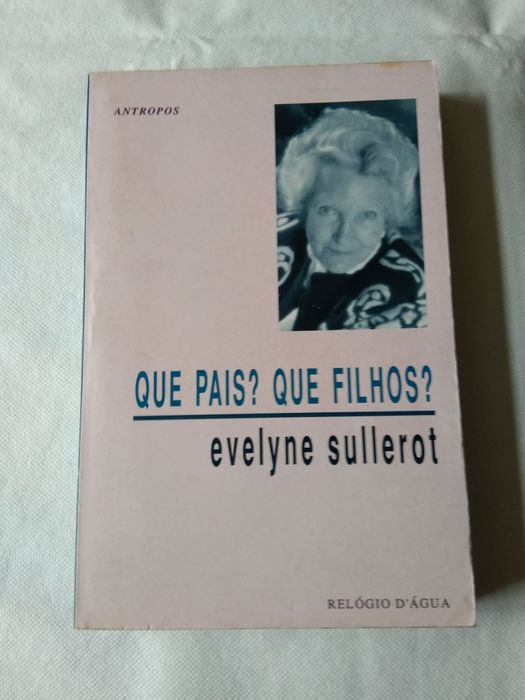 ANTROPOS
QUE PAIS? QUE FILHOS?
evelyne sullerot
RELÓGIO D'ÁGUA